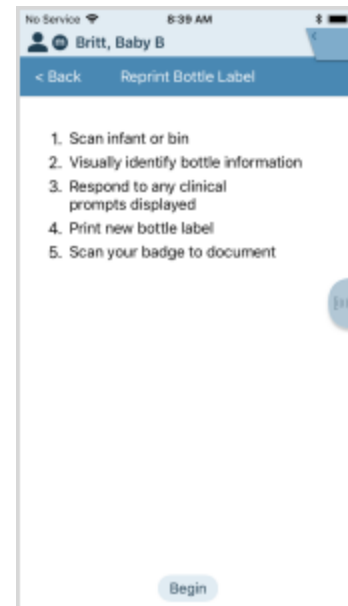 No Service 8:39 AM
Britt, Baby B
< Back Reprint Bottle Label
1. Scan infant or bin
2. Visually identify bottle information
3. Respond to any clinical
prompts displayed
4. Print new bottle label
5. Scan your badge to document
Begin